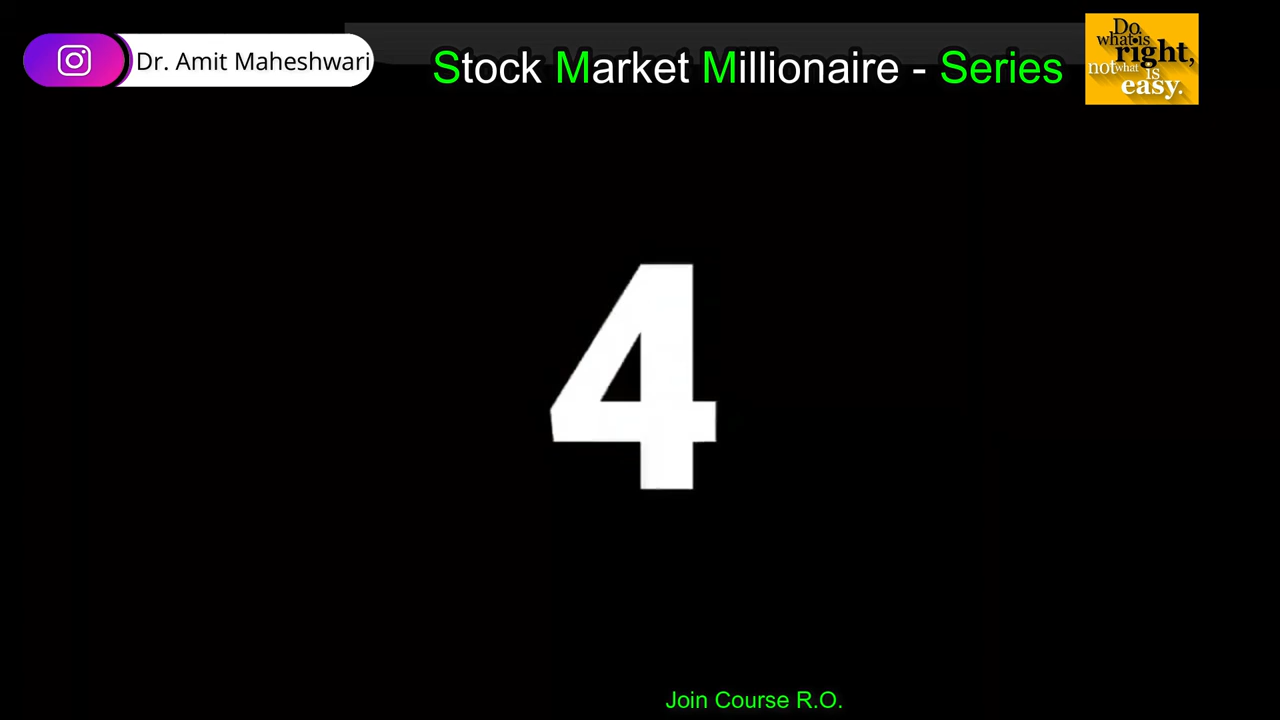 Dr. Amit Maheshwari
Stock Market Millionaire - Series
Do
what is
right,
not what is
easy.
4
Join Course R.O.